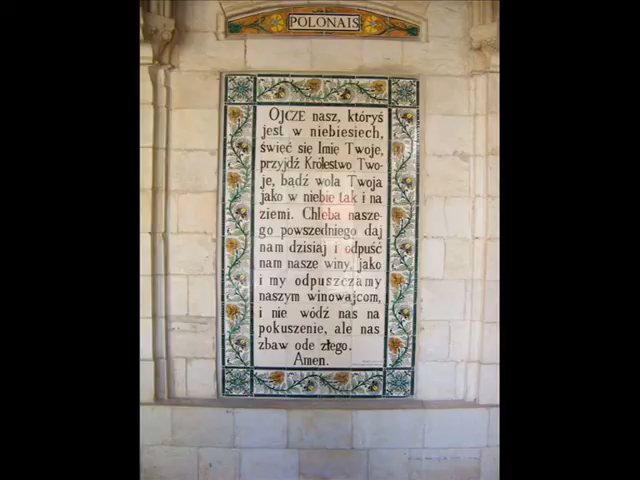 POLONAIS
OJCZE nasz, któryś
jest w niebiesiech,
święć się Imię Twoje,
przyjdź Królestwo Two-
je, bądź wola Twoja
jako w niebie tak i na
ziemi. Chleba nasze-
go powszedniego daj
nam dzisiaj i odpuść
nam nasze winy, jako
i my odpuszczamy
naszym winowajcom,
i nie wódź nas na
pokuszenie, ale nas
zbaw ode złego.
Amen.